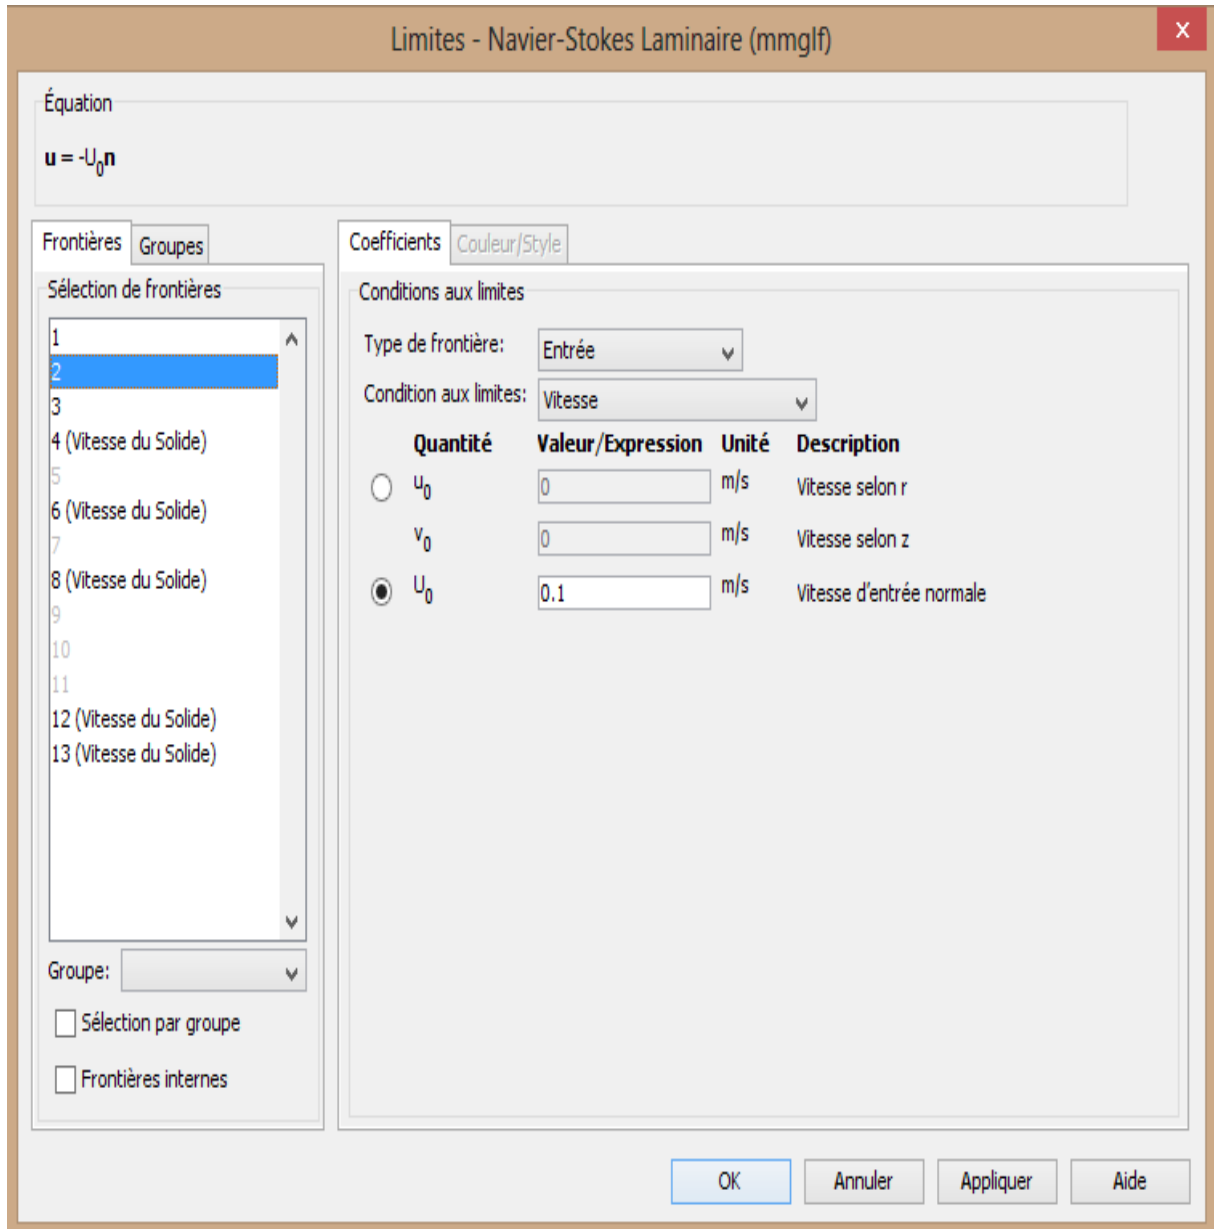 Limites - Navier-Stokes Laminaire (mmglf)
x
Équation
u = -U0n
Frontières Groupes
Sélection de frontières
1
2
3
4 (Vitesse du Solide)
5
6 (Vitesse du Solide)
7
8 (Vitesse du Solide)
9
10
11
12 (Vitesse du Solide)
13 (Vitesse du Solide)
Groupe:
Sélection par groupe
Frontières internes
Coefficients Couleur/Style
Conditions aux limites
Type de frontière: Entrée
Condition aux limites: Vitesse
Quantité Valeur/Expression Unité Description
u0 0 m/s Vitesse selon r
v0 0 m/s Vitesse selon z
U0 0.1 m/s Vitesse d'entrée normale
OK Annuler Appliquer Aide